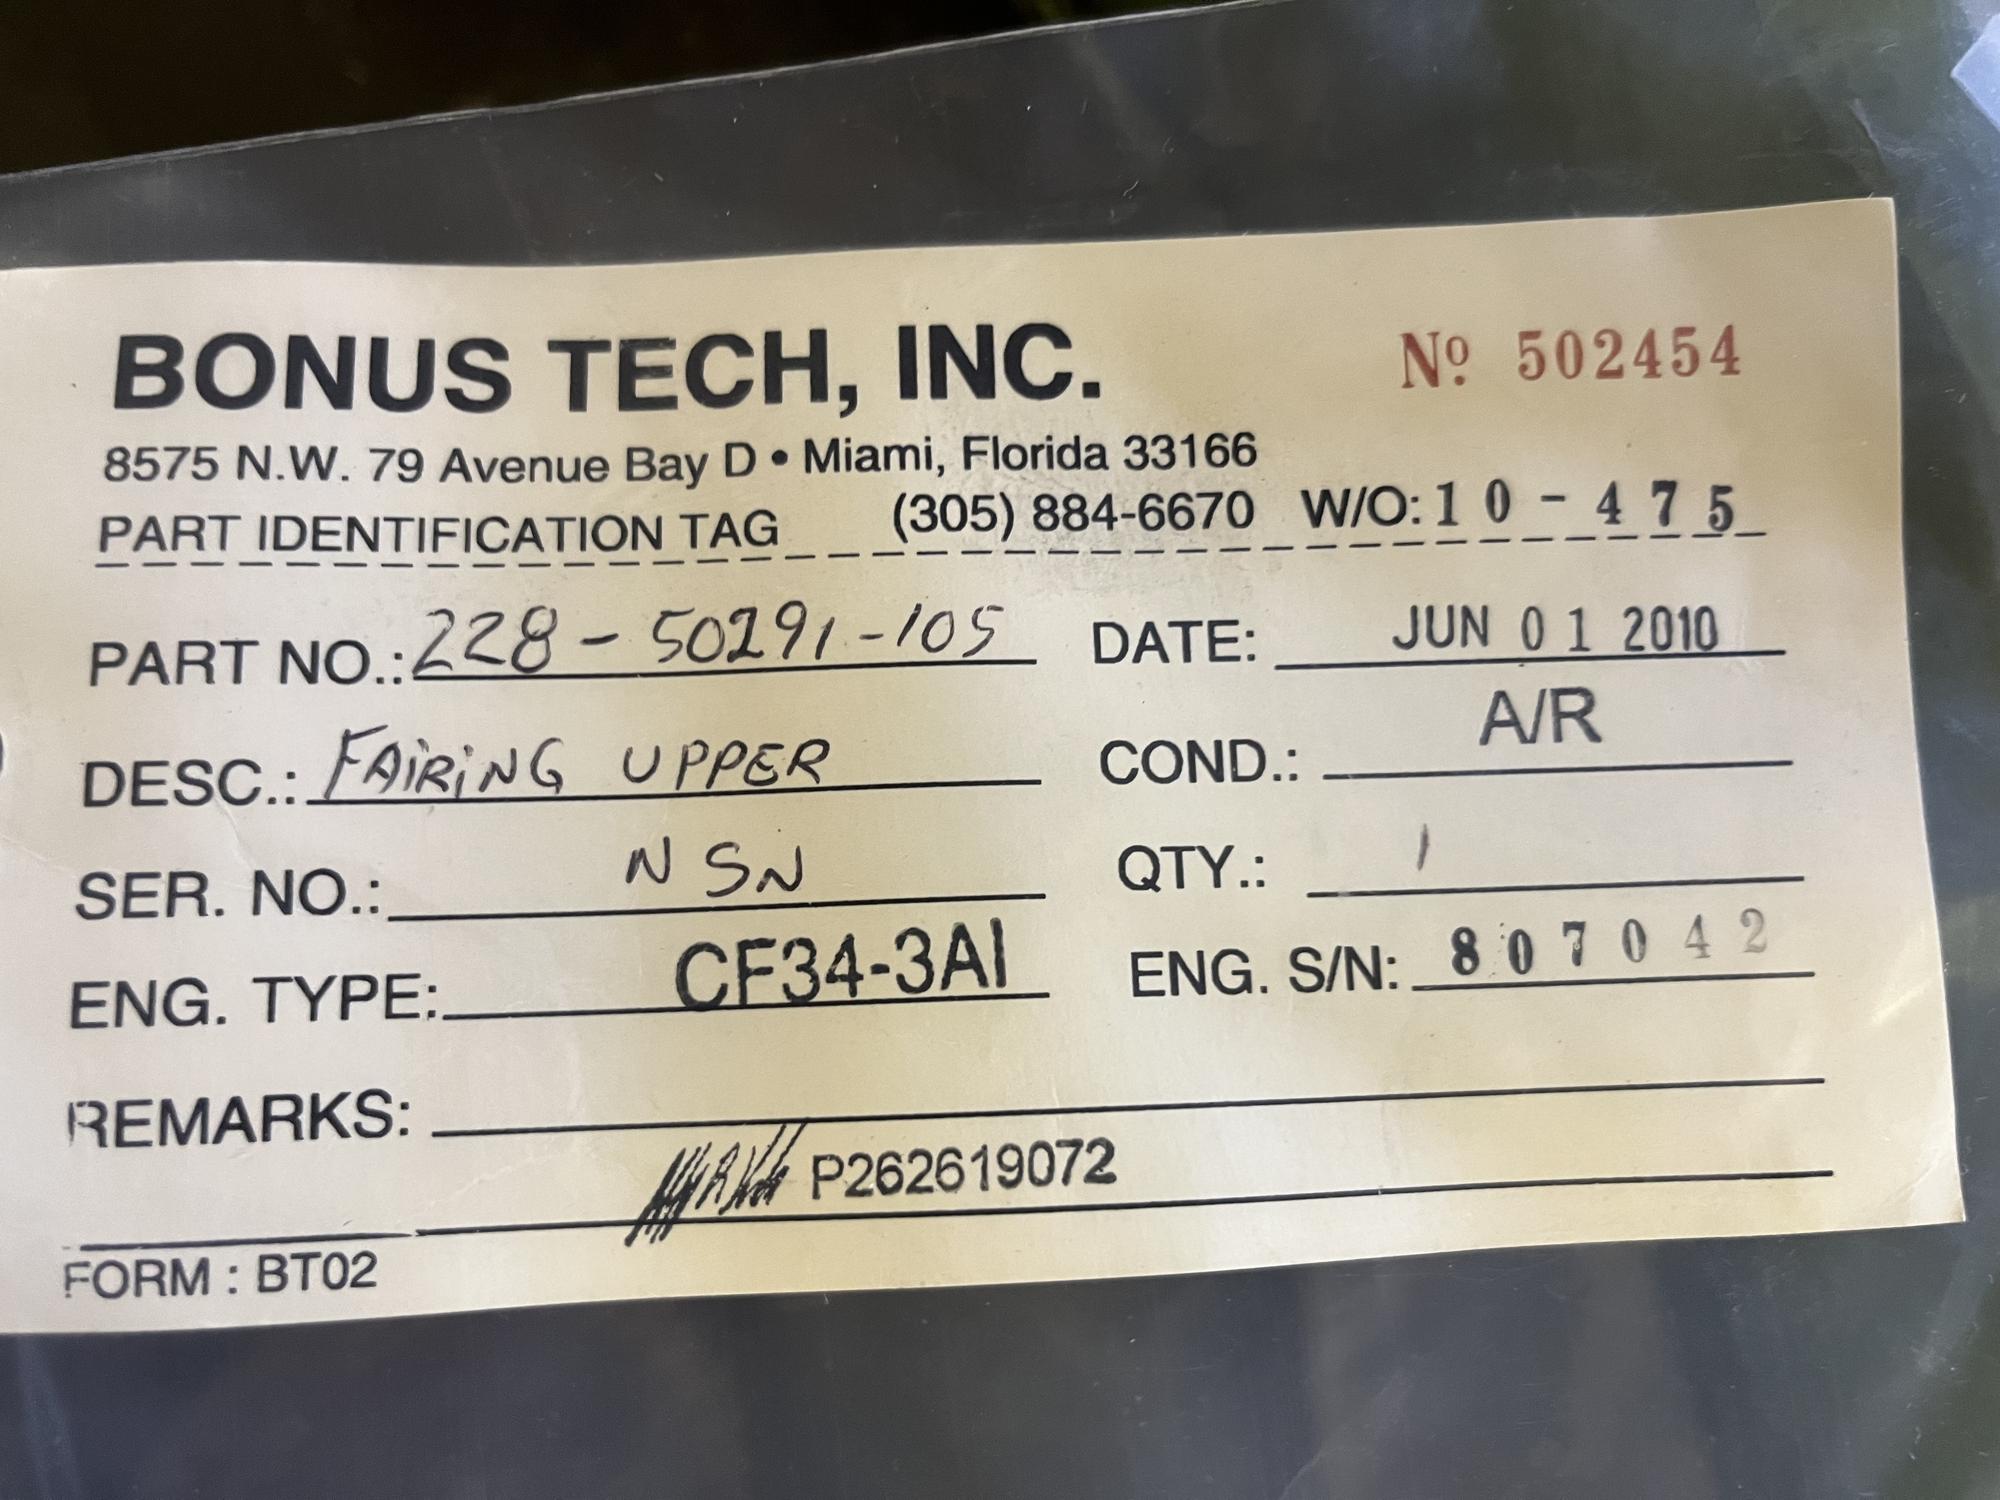 BONUS TECH, INC. Nº 502454
8575 N.W. 79 Avenue Bay D • Miami, Florida 33166
PART IDENTIFICATION TAG (305) 884-6670 W/O: 10-475
PART NO.: 228-50291-105 DATE: JUN 01 2010
DESC.: FAIRING UPPER COND.: A/R
SER. NO.: NSN QTY.: 1
ENG. TYPE: CF34-3A1 ENG. S/N: 807042
REMARKS:
P262619072
FORM : BT02